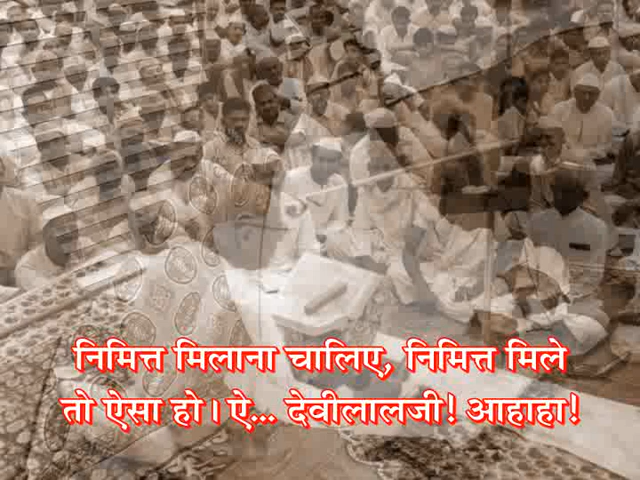 निमित्त मिलाना चालिए, निमित्त मिले
तो ऐसा हो। ऐ... देवीलालजी! आहाहा!